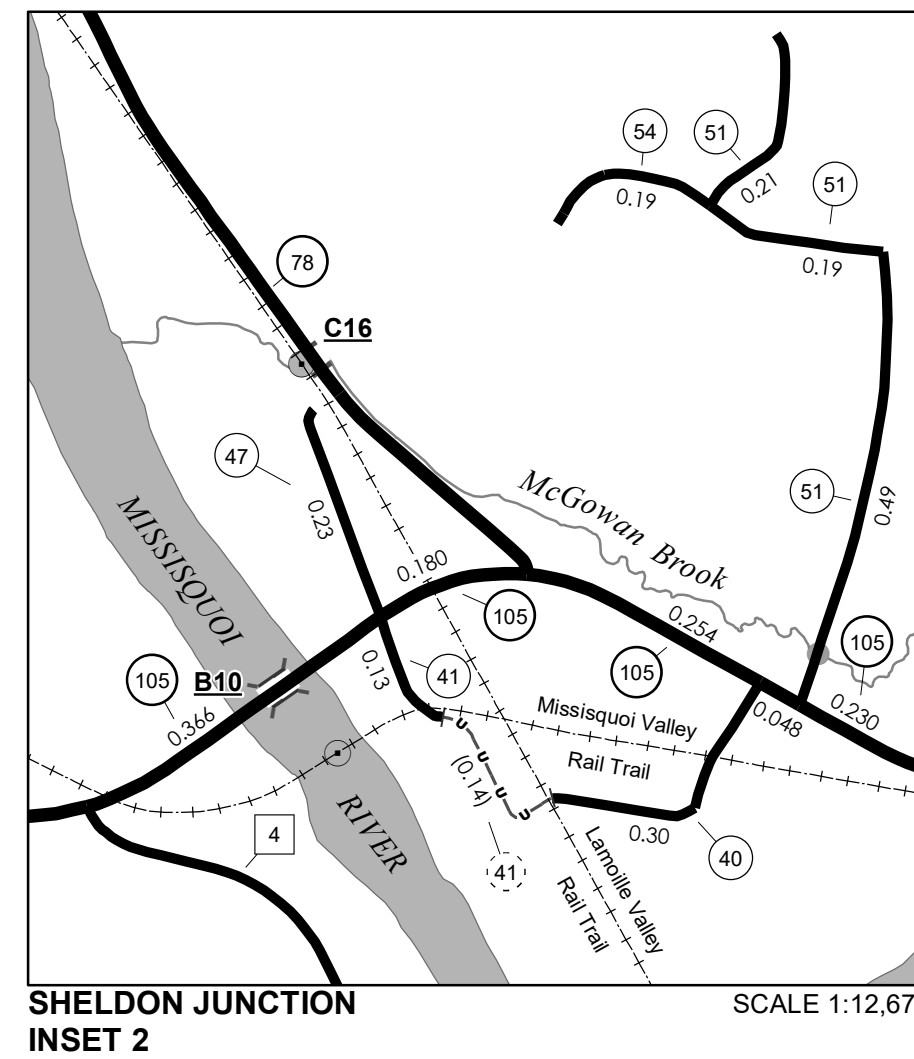 54
51
51
0.19
0.21
0.19
78
C16
47
0.23
51
0.49
McGowan Brook
MISSISQUOI
RIVER
0.180
105
0.254
105
105
105
B10
0.366
0.13
41
Missisquoi Valley
Rail Trail
0.048
0.230
U
U
U
U
(0.14)
41
4
0.30
40
Lamoille Valley
Rail Trail
SHELDON JUNCTION
INSET 2
SCALE 1:12,67